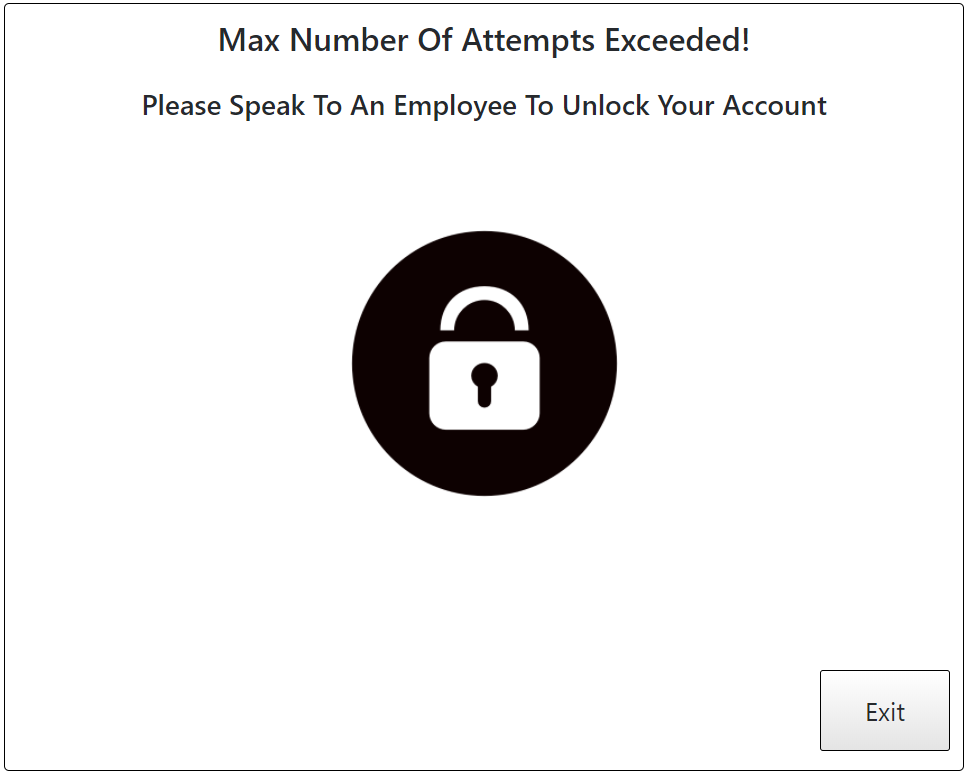 Max Number Of Attempts Exceeded!
Please Speak To An Employee To Unlock Your Account
Exit